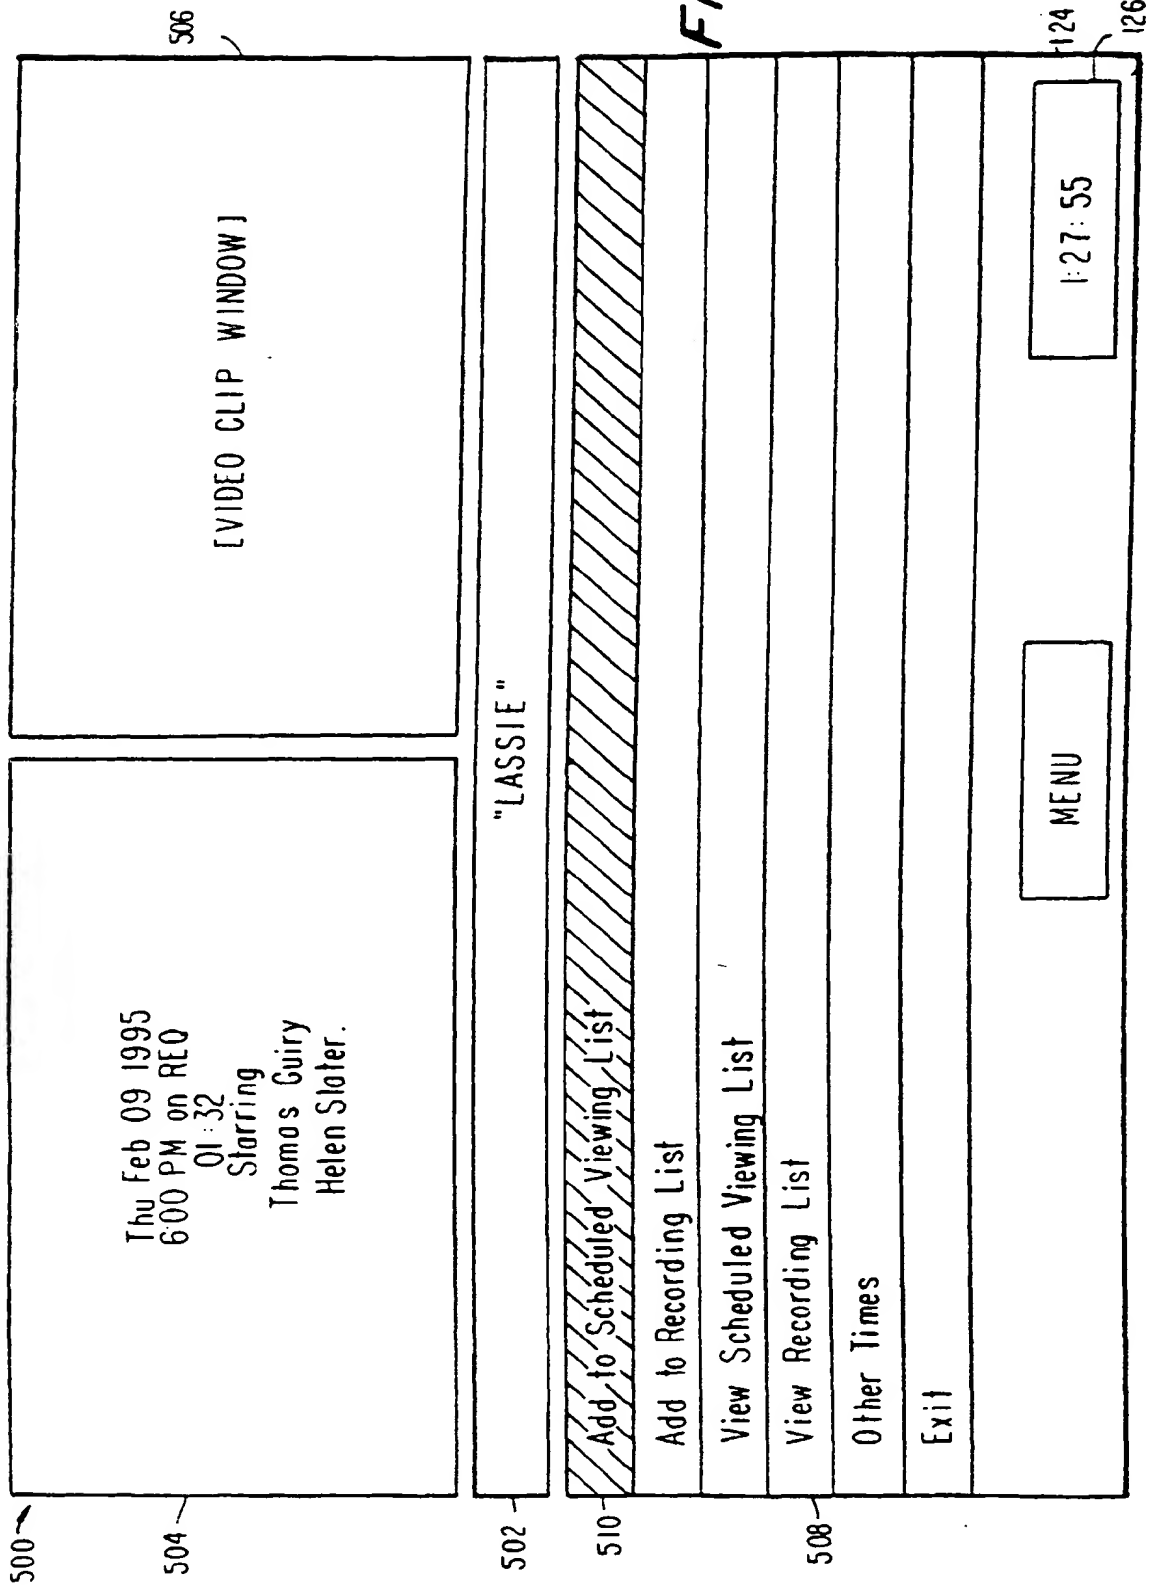 500
504
Thu Feb 09 1995
6:00 PM on REQ
01:32
Starring
Thomas Guiry
Helen Slater.
[VIDEO CLIP WINDOW]
506
502
"LASSIE"
510
Add to Scheduled Viewing List
Add to Recording List
View Scheduled Viewing List
508
View Recording List
Other Times
Exit
MENU
1:27:55
124
126